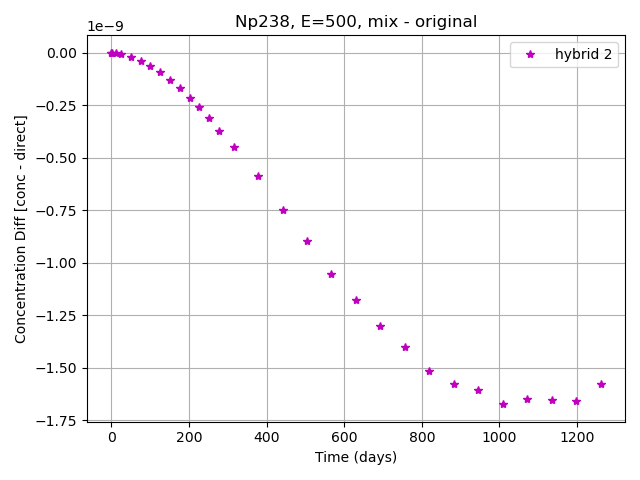 Np238, E=500, mix - original
1e−9
hybrid 2
0.00
−0.25
−0.50
−0.75
−1.00
−1.25
−1.50
−1.75
Concentration Diff [conc - direct]
0 200 400 600 800 1000 1200
Time (days)